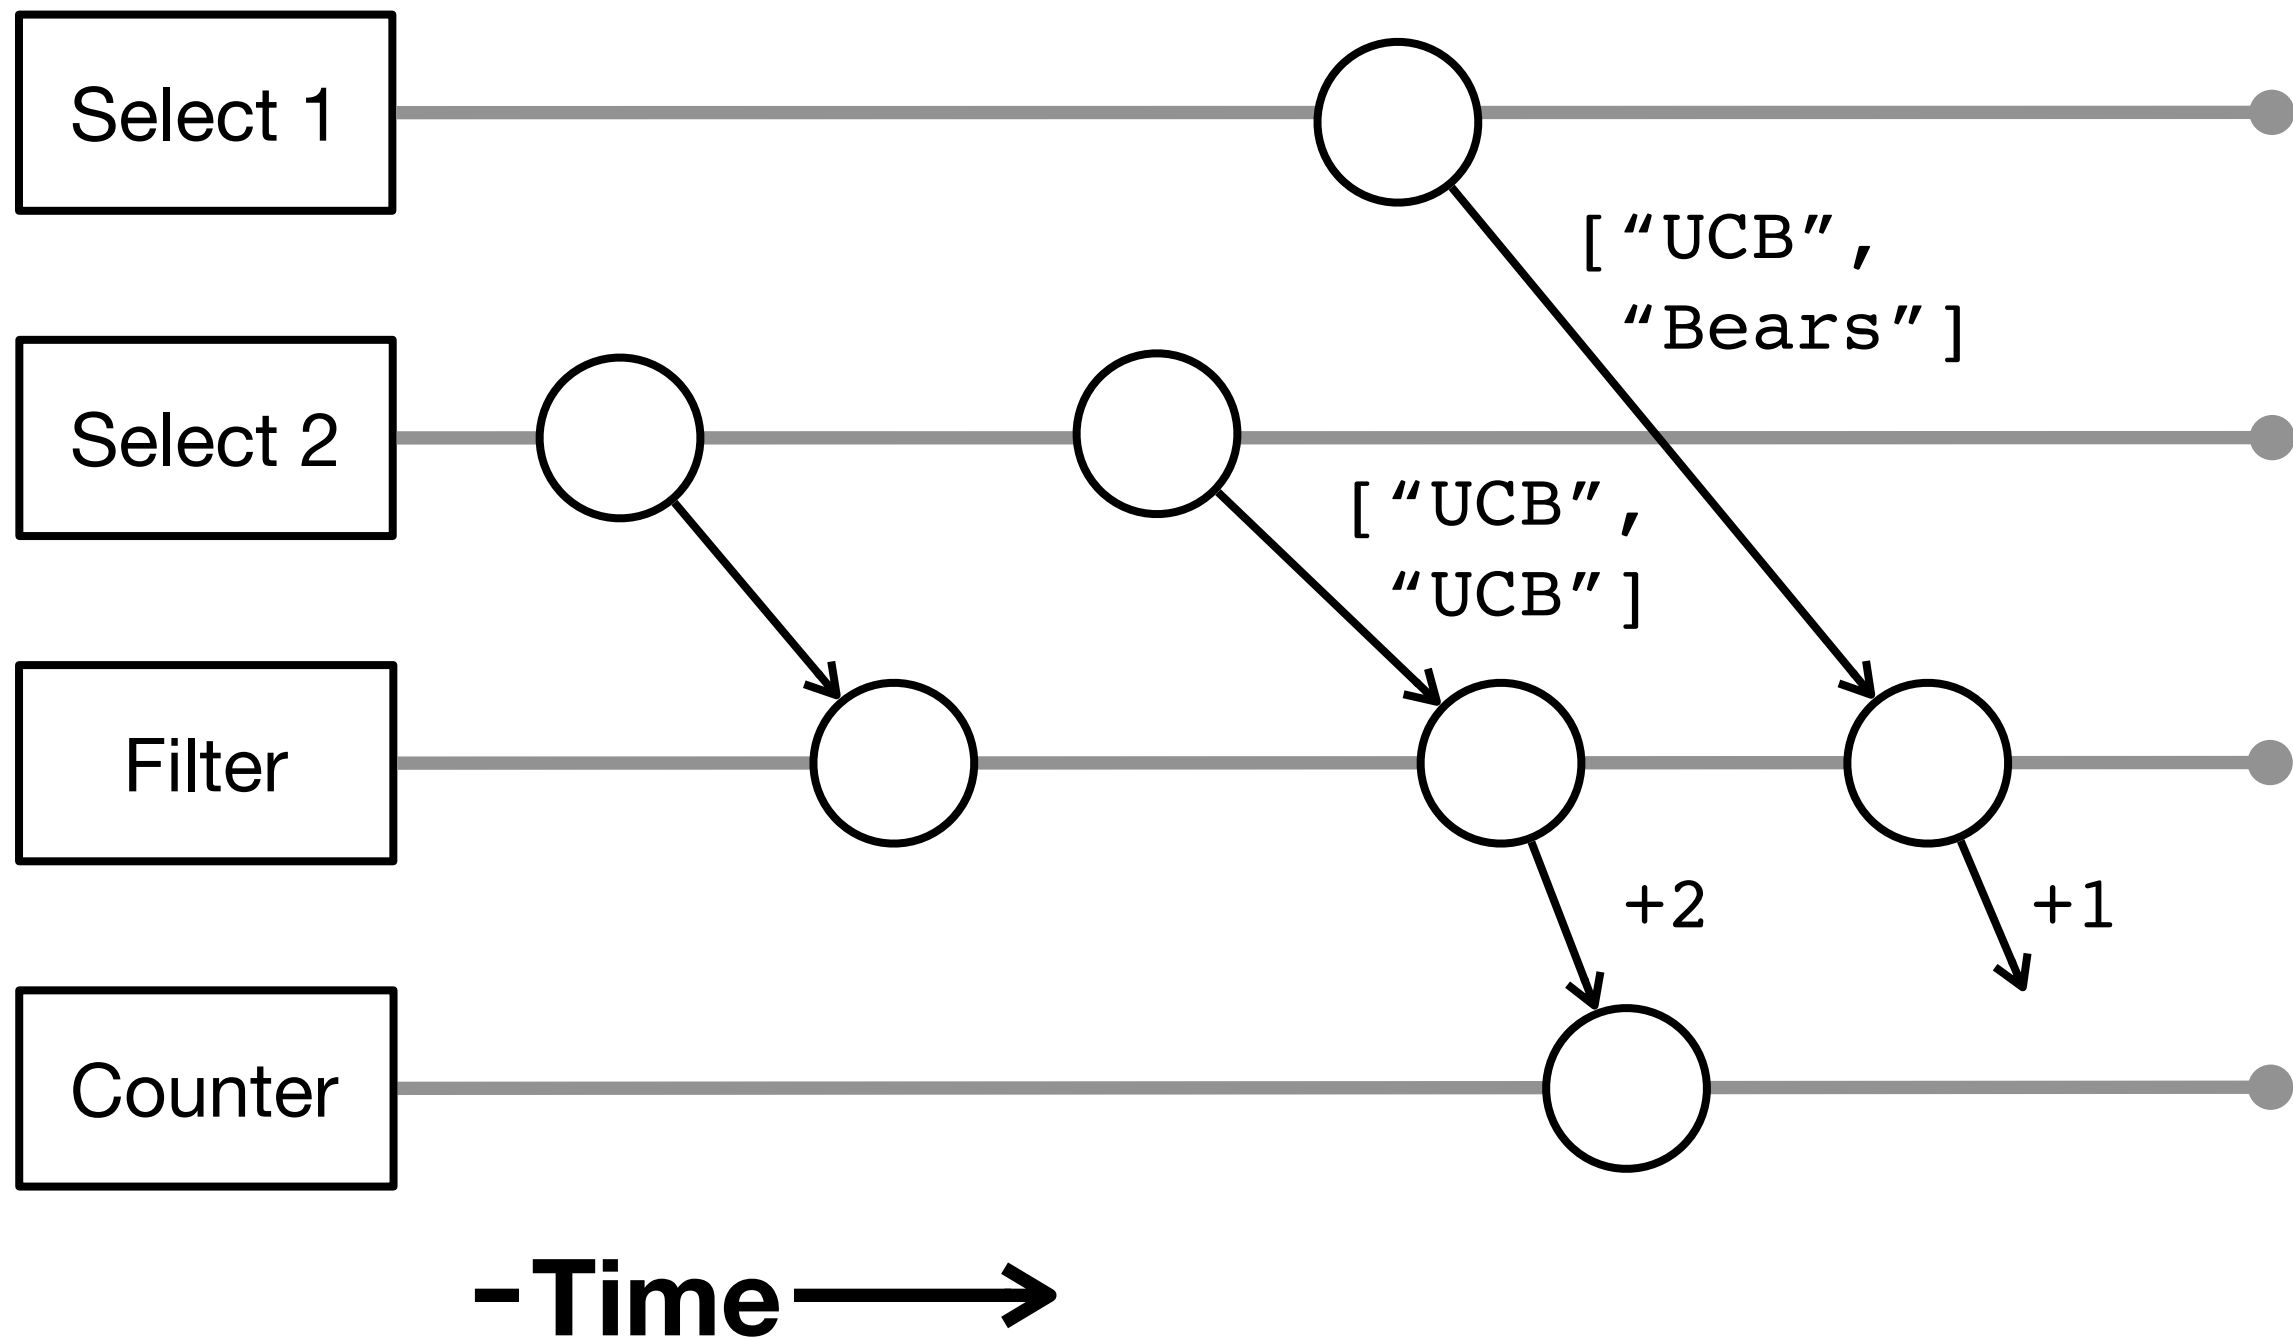 Select 1
[“UCB”,
“Bears”]
Select 2
[“UCB”,
“UCB”]
Filter
+2
+1
Counter
Time